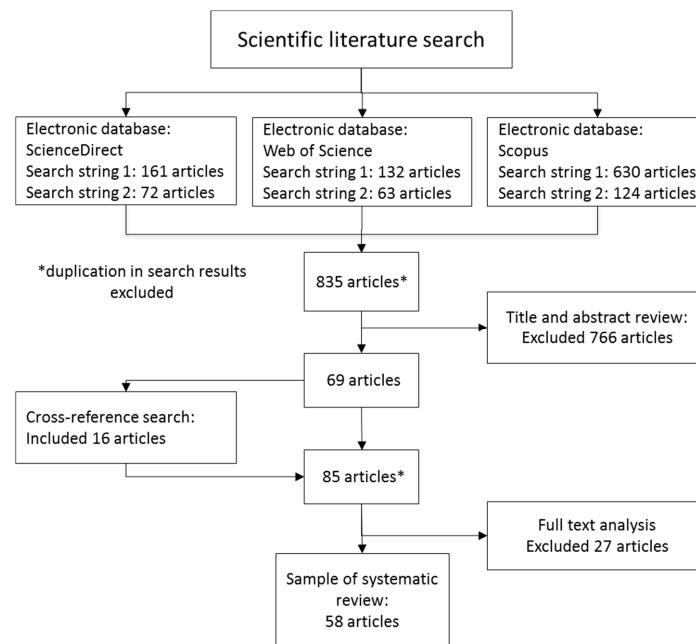 Scientific literature search
Electronic database:
ScienceDirect
Search string 1: 161 articles
Search string 2: 72 articles
Electronic database:
Web of Science
Search string 1: 132 articles
Search string 2: 63 articles
Electronic database:
Scopus
Search string 1: 630 articles
Search string 2: 124 articles
*duplication in search results
excluded
835 articles*
Title and abstract review:
Excluded 766 articles
69 articles
Cross-reference search:
Included 16 articles
85 articles*
Full text analysis
Excluded 27 articles
Sample of systematic
review:
58 articles